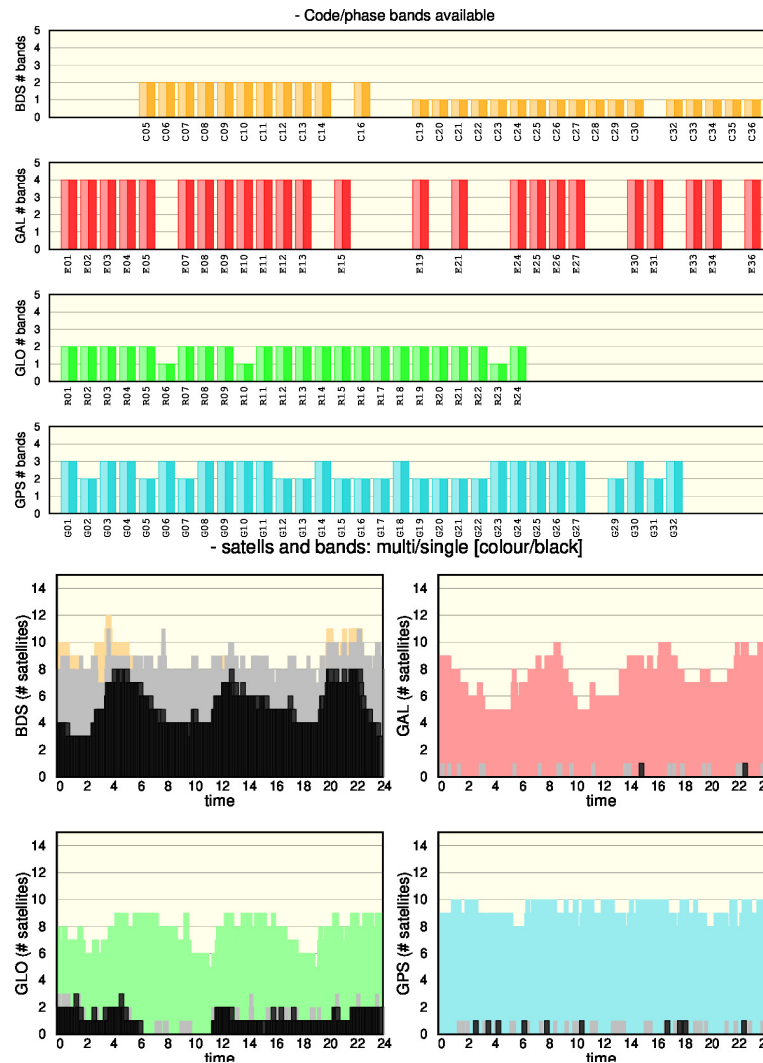 - Code/phase bands available
BDS # bands
5
4
3
2
1
C05 C06 C07 C08 C09 C10 C11 C12 C13 C14 C16 C19 C20 C21 C22 C23 C24 C25 C26 C27 C28 C29 C30 C32 C33 C34 C35 C36
GAL # bands
5
4
3
2
1
0
E01 E02 E03 E04 E05 E07 E08 E09 E10 E11 E12 E13 E15 E19 E21 E24 E25 E26 E27 E30 E31 E33 E34 E36
GLO # bands
5
4
3
2
1
0
R01 R02 R03 R04 R05 R06 R07 R08 R09 R10 R11 R12 R13 R14 R15 R16 R17 R18 R19 R20 R21 R22 R23 R24
GPS # bands
5
4
3
2
1
0
G01 G02 G03 G04 G05 G06 G07 G08 G09 G10 G11 G12 G13 G14 G15 G16 G17 G18 G19 G20 G21 G22 G23 G24 G25 G26 G27 G29 G30 G31 G32
- satells and bands: multi/single [colour/black]
BDS (# satellites)
14
12
10
8
6
4
2
0
0 2 4 6 8 10 12 14 16 18 20 22 24
time
GAL (# satellites)
14
12
10
8
6
4
2
0
0 2 4 6 8 10 12 14 16 18 20 22 2
time
GLO (# satellites)
14
12
10
8
6
4
2
0
0 2 4 6 8 10 12 14 16 18 20 22 24
time
GPS (# satellites)
14
12
10
8
6
4
2
0
0 2 4 6 8 10 12 14 16 18 20 22 2
time